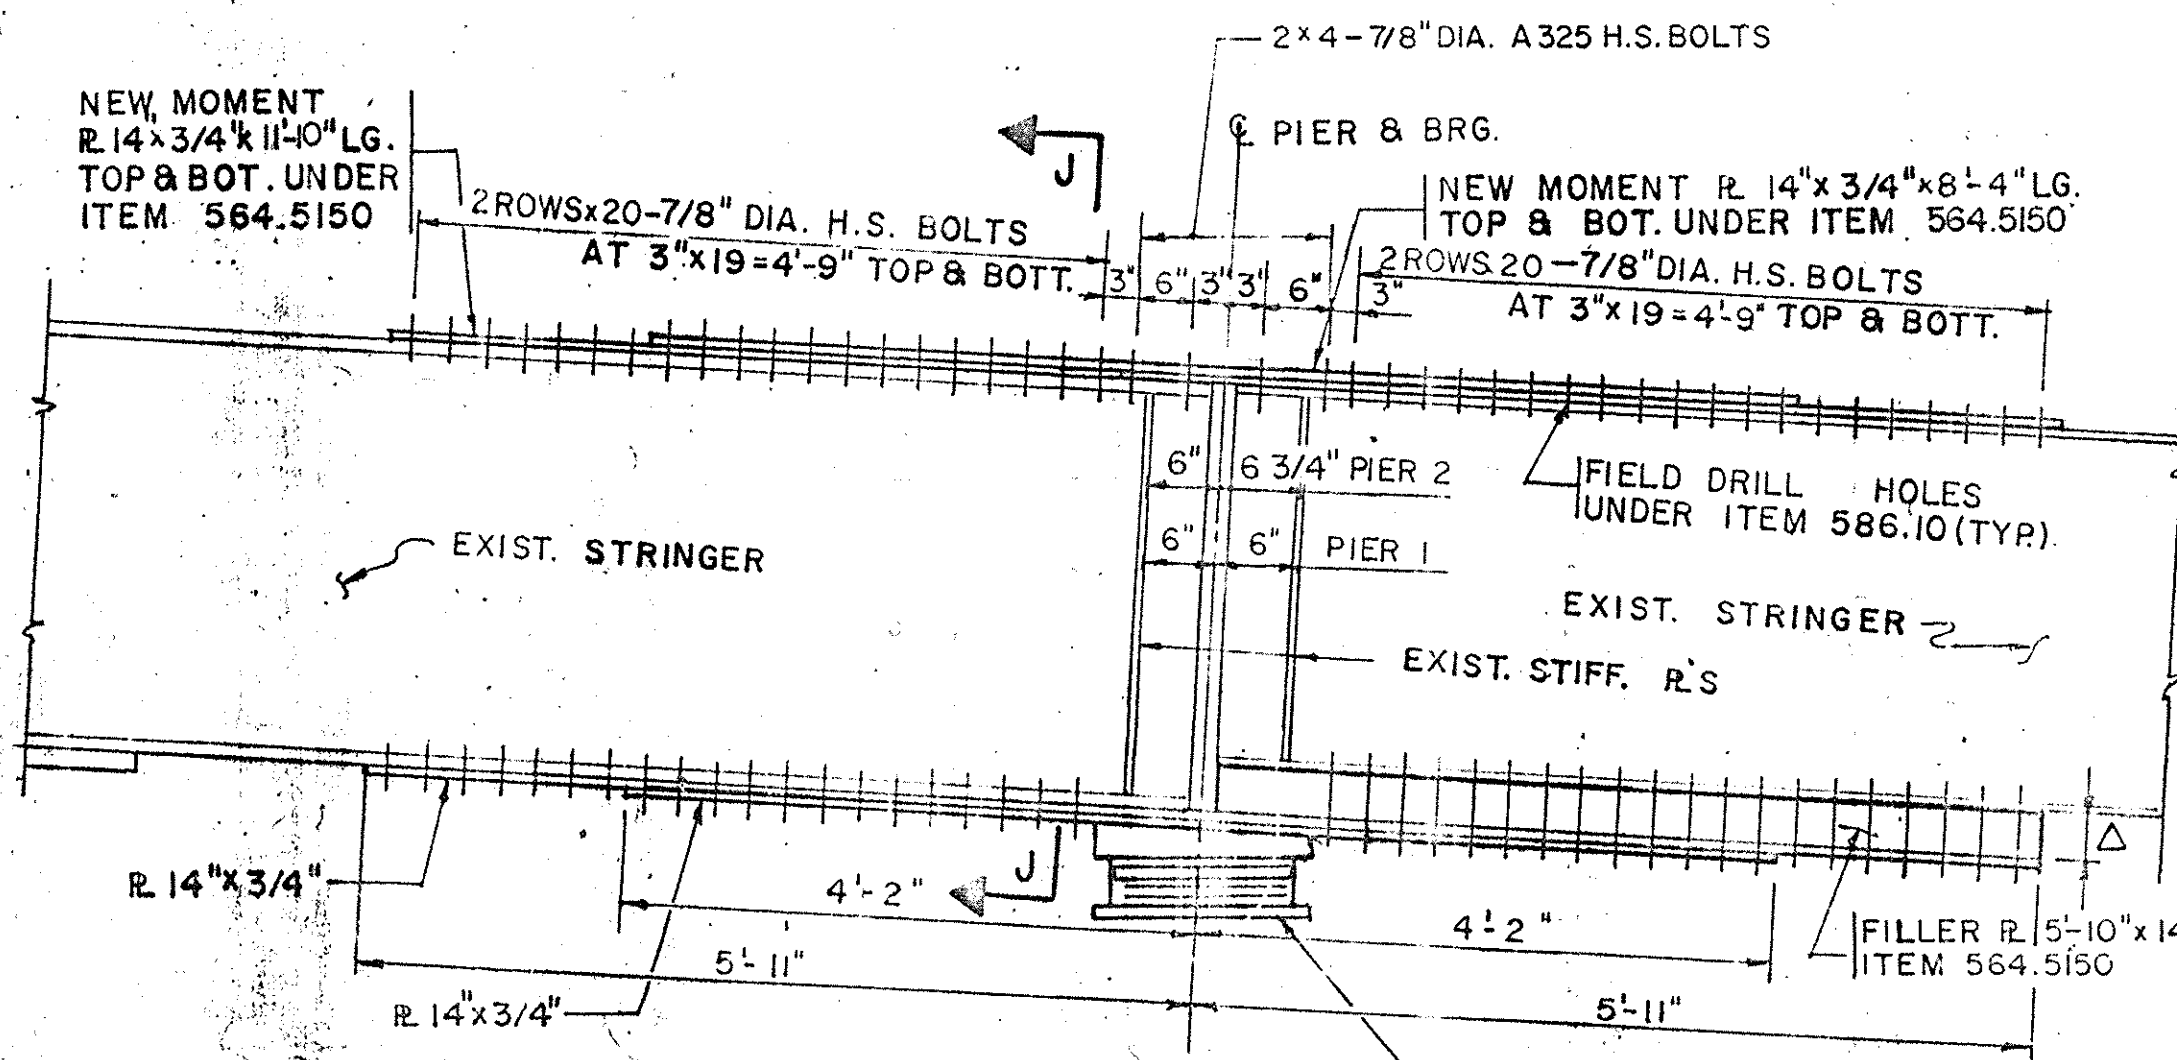 2×4-7/8" DIA. A325 H.S. BOLTS
NEW MOMENT
℄ PIER & BRG.
PL 14×3/4"×11'-10" LG.
TOP & BOT. UNDER
ITEM 564.5150
J
NEW MOMENT PL 14"×3/4"×8'-4" LG.
TOP & BOT. UNDER ITEM 564.5150
2 ROWS×20-7/8" DIA. H.S. BOLTS
AT 3"×19=4'-9" TOP & BOTT.
3" 6" 3" 3" 6" 3"
2 ROWS 20-7/8" DIA. H.S. BOLTS
AT 3"×19=4'-9" TOP & BOTT.
6" 6 3/4" PIER 2
FIELD DRILL HOLES
UNDER ITEM 586.10 (TYP.)
EXIST. STRINGER
6" 6" PIER 1
EXIST. STRINGER
EXIST. STIFF. PL'S
Δ
PL 14"×3/4"
4'-2"
J
4'-2"
FILLER PL 5'-10"×14
ITEM 564.5150
5'-11"
PL 14"×3/4"
5'-11"